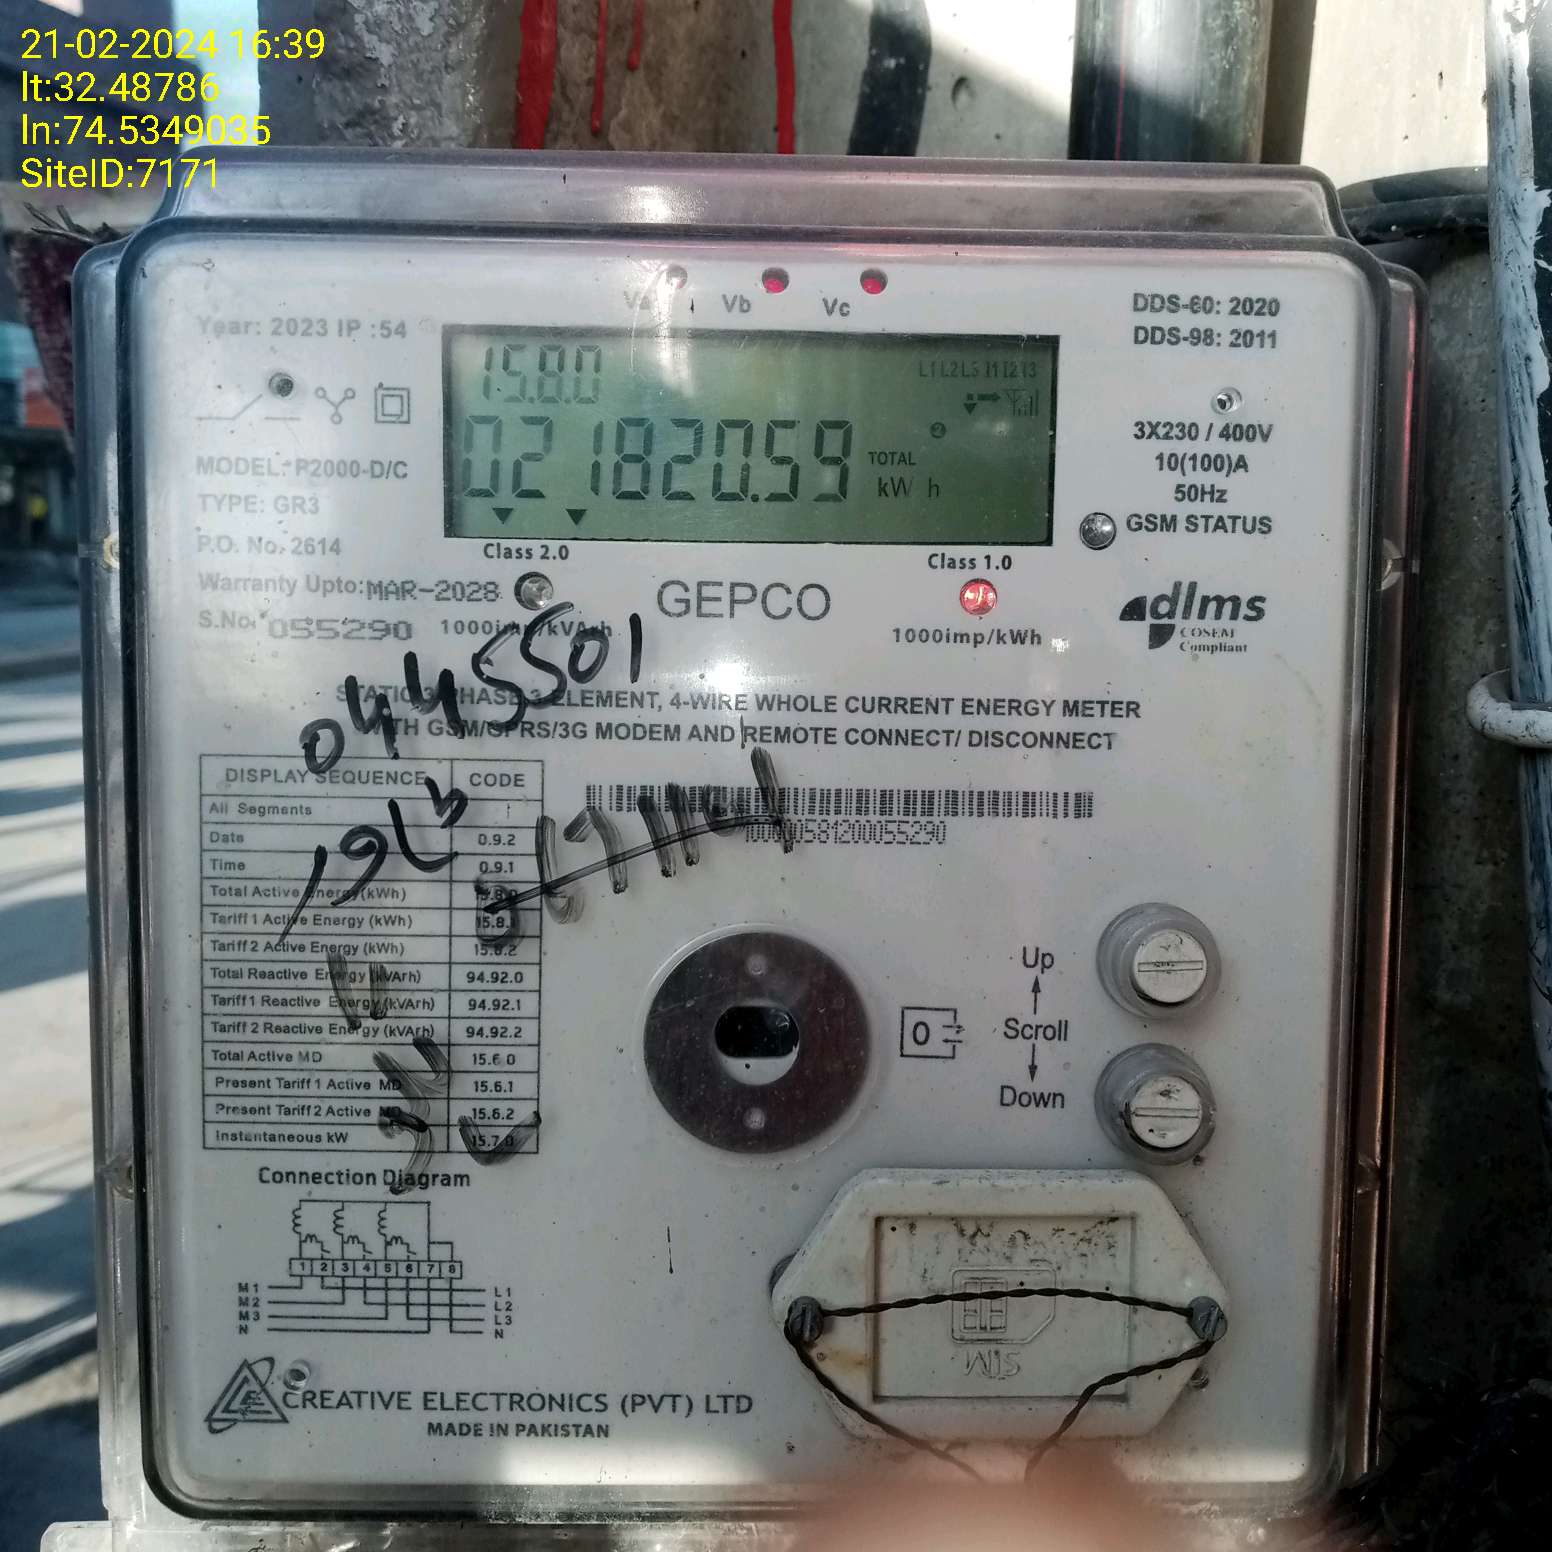 21-02-2024 16:39
lt:32.48786
ln:74.5349035
SiteID:7171
Va Vb Vc
DDS-60: 2020
DDS-98: 2011
Year: 2023 IP :54
15.8.0
L1 L2 L3 I1 I2 I3
021820.59 TOTAL kW h
3X230 / 400V
10(100)A
50Hz
GSM STATUS
MODEL: P2000-D/C
TYPE: GR3
P.O. No. 2614
Warranty Upto: MAR-2028
S.No. 055290
Class 2.0
1000imp/kVArh
GEPCO
Class 1.0
1000imp/kWh
dlms
COSEM
Compliant
0445501
STATIC 3-PHASE 3-ELEMENT, 4-WIRE WHOLE CURRENT ENERGY METER
WITH GSM/GPRS/3G MODEM AND REMOTE CONNECT/ DISCONNECT
DISPLAY SEQUENCE CODE
All Segments
Date 0.9.2
Time 0.9.1
Total Active Energy (kWh) 15.8.0
Tariff 1 Active Energy (kWh) 15.8.1
Tariff 2 Active Energy (kWh) 15.8.2
Total Reactive Energy (kVArh) 94.92.0
Tariff1 Reactive Energy (kVArh) 94.92.1
Tariff 2 Reactive Energy (kVArh) 94.92.2
Total Active MD 15.6.0
Present Tariff 1 Active MD 15.6.1
Present Tariff 2 Active MD 15.6.2
Instantaneous kW 15.7.0
Up
Scroll
Down
0
Connection Diagram
1 2 3 4 5 6 7 8
M1 L1
M2 L2
M3 L3
N N
SIM
CREATIVE ELECTRONICS (PVT) LTD
MADE IN PAKISTAN